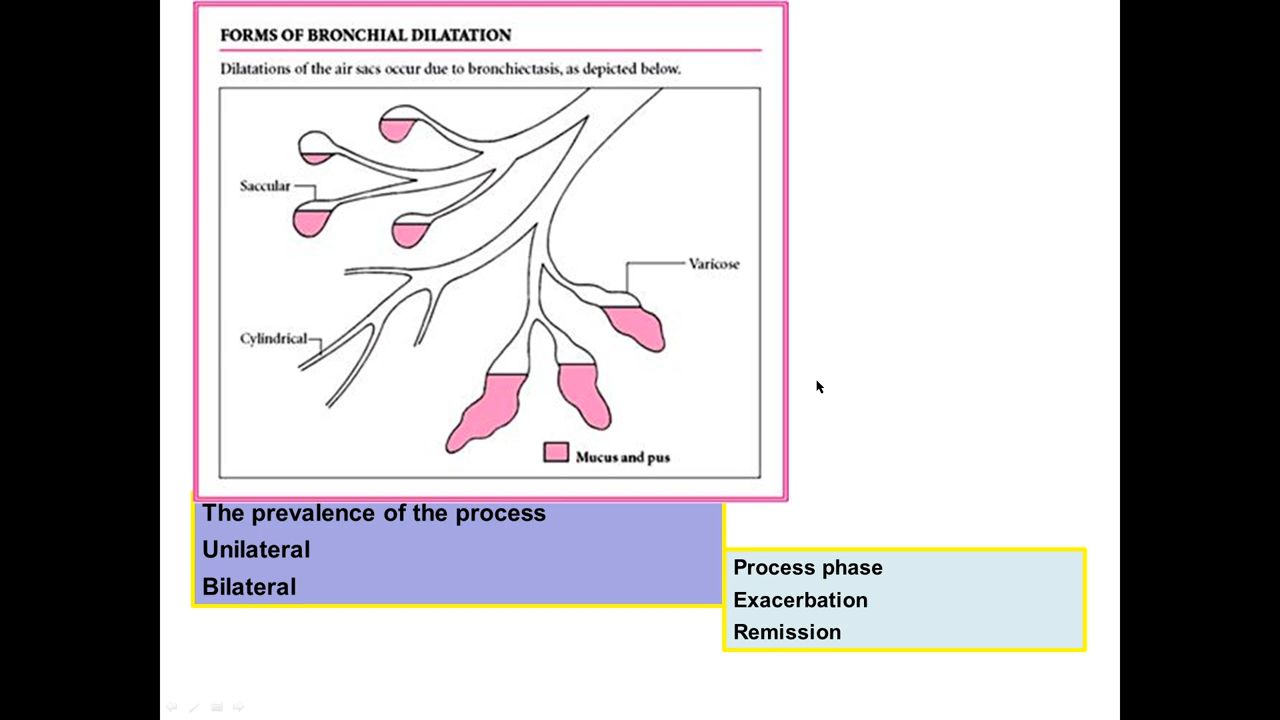 FORMS OF BRONCHIAL DILATATION
Dilatations of the air sacs occur due to bronchiectasis, as depicted below.
Saccular
Varicose
Cylindrical
Mucus and pus
The prevalence of the process
Unilateral
Bilateral
Process phase
Exacerbation
Remission